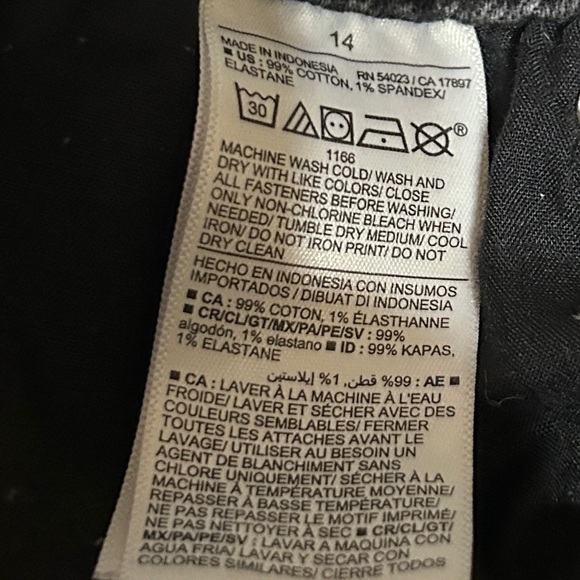 14
MADE IN INDONESIA RN 54023 / CA 17897
■ US : 99% COTTON, 1% SPANDEX/
ELASTANE
30
®
1166
MACHINE WASH COLD/ WASH AND
DRY WITH LIKE COLORS/ CLOSE
ALL FASTENERS BEFORE WASHING/
ONLY NON-CHLORINE BLEACH WHEN
NEEDED/ TUMBLE DRY MEDIUM/ COOL
IRON/ DO NOT IRON PRINT/ DO NOT
DRY CLEAN
HECHO EN INDONESIA CON INSUMOS
IMPORTADOS / DIBUAT DI INDONESIA
■ CA : 99% COTON, 1% ÉLASTHANNE
■ CR/CL/GT/MX/PA/PE/SV : 99%
algodón, 1% elastano ■ ID : 99% KAPAS,
1% ELASTANE
■ AE : 99% قطن, 1% إيلاستين
■ CA : LAVER À LA MACHINE À L'EAU
FROIDE/ LAVER ET SÉCHER AVEC DES
COULEURS SEMBLABLES/ FERMER
TOUTES LES ATTACHES AVANT LE
LAVAGE/ UTILISER AU BESOIN UN
AGENT DE BLANCHIMENT SANS
CHLORE UNIQUEMENT/ SÉCHER À LA
MACHINE À TEMPÉRATURE MOYENNE/
REPASSER À BASSE TEMPÉRATURE/
NE PAS REPASSER LE MOTIF IMPRIMÉ/
NE PAS NETTOYER À SEC ■ CR/CL/GT/
MX/PA/PE/SV : LAVAR A MAQUINA CON
AGUA FRIA/ LAVAR Y SECAR CON
COLORES SIMILARES/ CIERRE TODOS